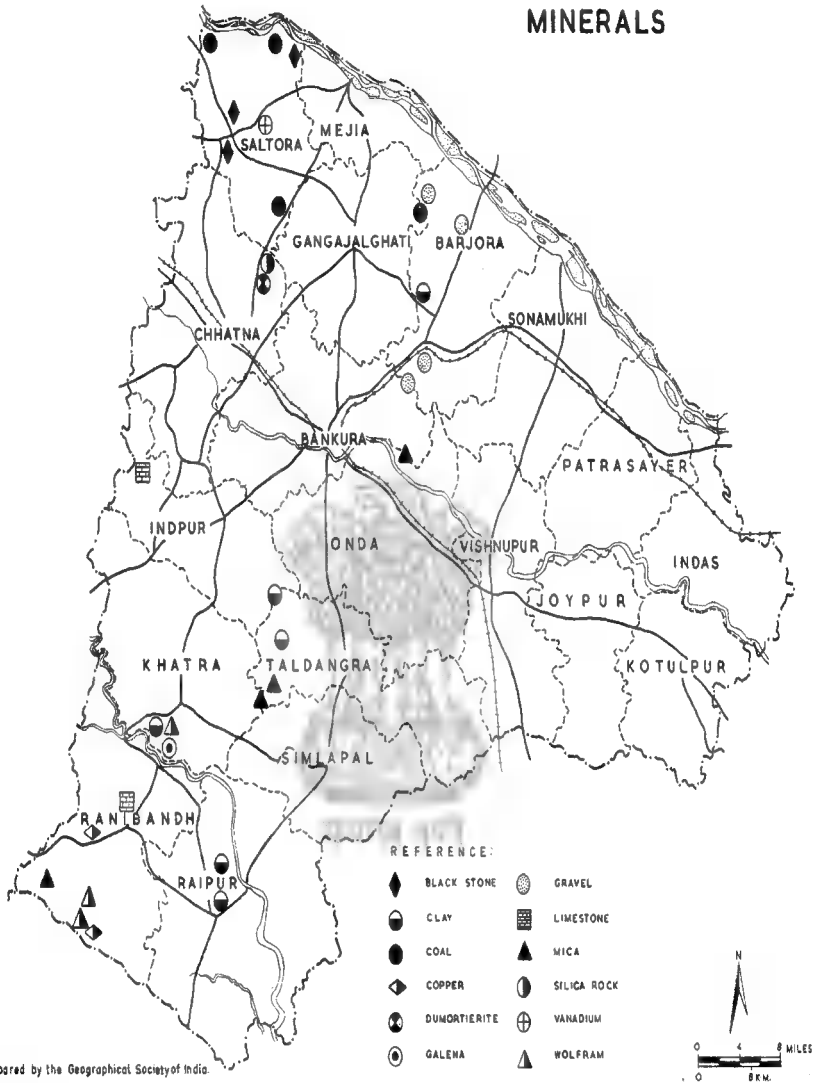 MINERALS
MEJIA
SALTORA
GANGAJALGHATI BARJORA
SONAMUKHI
CHHATNA
BANKURA
PATRASAYER
INDPUR
ONDA
VISHNUPUR
INDAS
JOYPUR
KHATRA
TALDANGRA
KOTULPUR
SIMLAPAL
RANIBANDH
RAIPUR
REFERENCE:
BLACK STONE
CLAY
COAL
COPPER
DUMORTIERITE
GALENA
GRAVEL
LIMESTONE
MICA
SILICA ROCK
VANADIUM
WOLFRAM
N
0 4 8 MILES
0 8 KM.
pared by the Geographical Society of India.